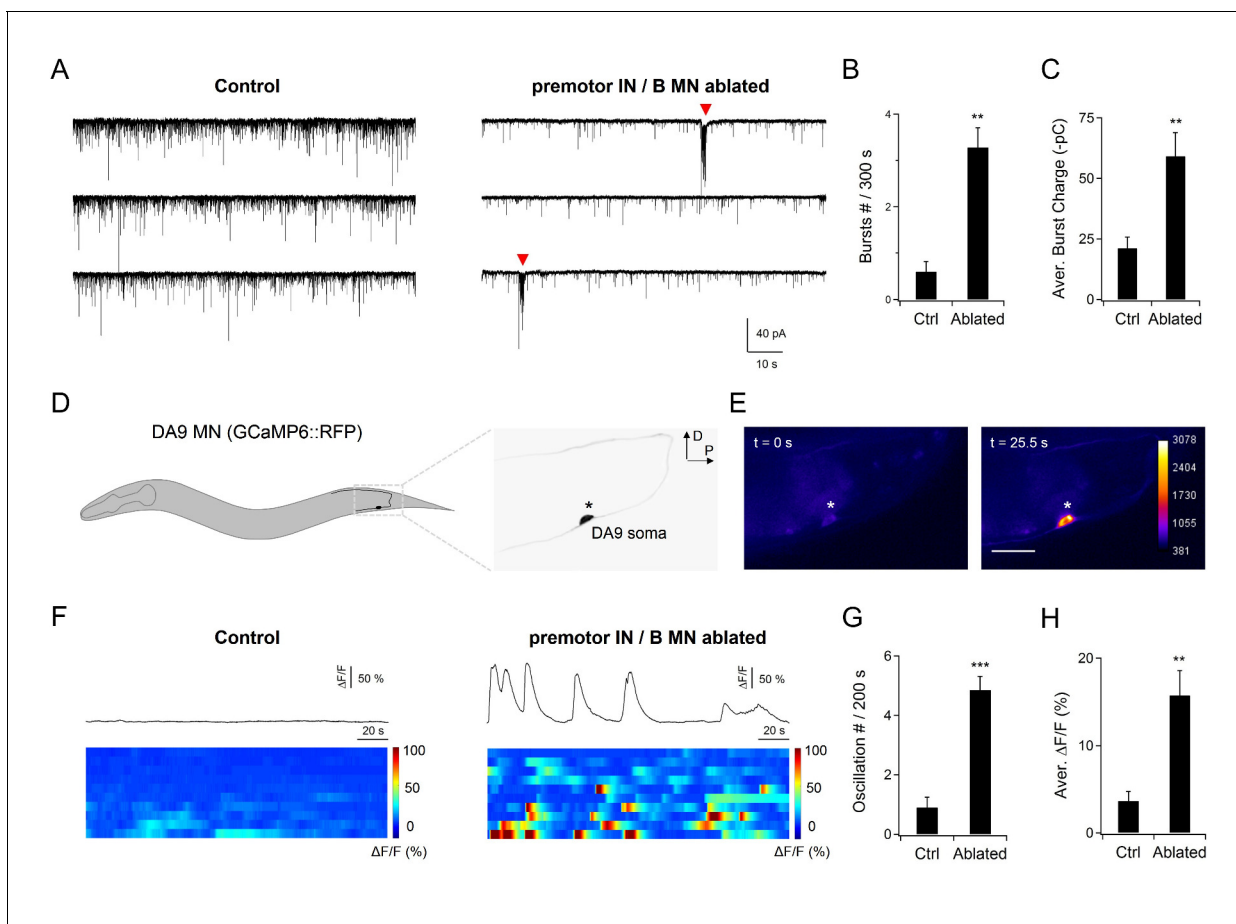 A
Control
premotor IN / B MN ablated
40 pA
10 s
B
Bursts # / 300 s
4
2
0
**
Ctrl
Ablated
C
Aver. Burst Charge (-pC)
75
50
25
0
**
Ctrl
Ablated
D
DA9 MN (GCaMP6::RFP)
D
P
*
DA9 soma
E
t = 0 s
*
t = 25.5 s
*
3078
2404
1730
1055
381
F
Control
ΔF/F
50 %
20 s
100
50
0
ΔF/F (%)
premotor IN / B MN ablated
ΔF/F
50 %
20 s
100
50
0
ΔF/F (%)
G
Oscillation # / 200 s
6
4
2
0
***
Ctrl
Ablated
H
Aver. ΔF/F (%)
20
10
0
**
Ctrl
Ablated